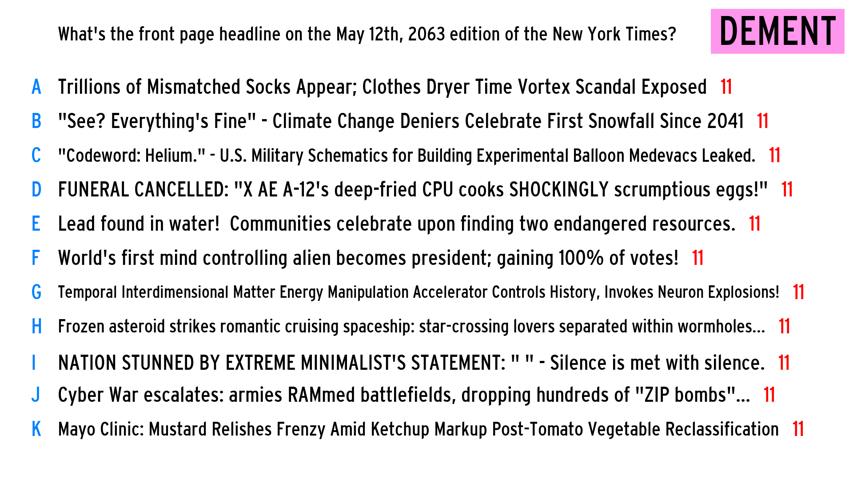 What's the front page headline on the May 12th, 2063 edition of the New York Times?
DEMENT
A Trillions of Mismatched Socks Appear; Clothes Dryer Time Vortex Scandal Exposed 11
B "See? Everything's Fine" - Climate Change Deniers Celebrate First Snowfall Since 2041 11
C "Codeword: Helium." - U.S. Military Schematics for Building Experimental Balloon Medevacs Leaked. 11
D FUNERAL CANCELLED: "X AE A-12's deep-fried CPU cooks SHOCKINGLY scrumptious eggs!" 11
E Lead found in water!  Communities celebrate upon finding two endangered resources. 11
F World's first mind controlling alien becomes president; gaining 100% of votes! 11
G Temporal Interdimensional Matter Energy Manipulation Accelerator Controls History, Invokes Neuron Explosions! 11
H Frozen asteroid strikes romantic cruising spaceship: star-crossing lovers separated within wormholes... 11
I NATION STUNNED BY EXTREME MINIMALIST'S STATEMENT: " " - Silence is met with silence. 11
J Cyber War escalates: armies RAMmed battlefields, dropping hundreds of "ZIP bombs"... 11
K Mayo Clinic: Mustard Relishes Frenzy Amid Ketchup Markup Post-Tomato Vegetable Reclassification 11